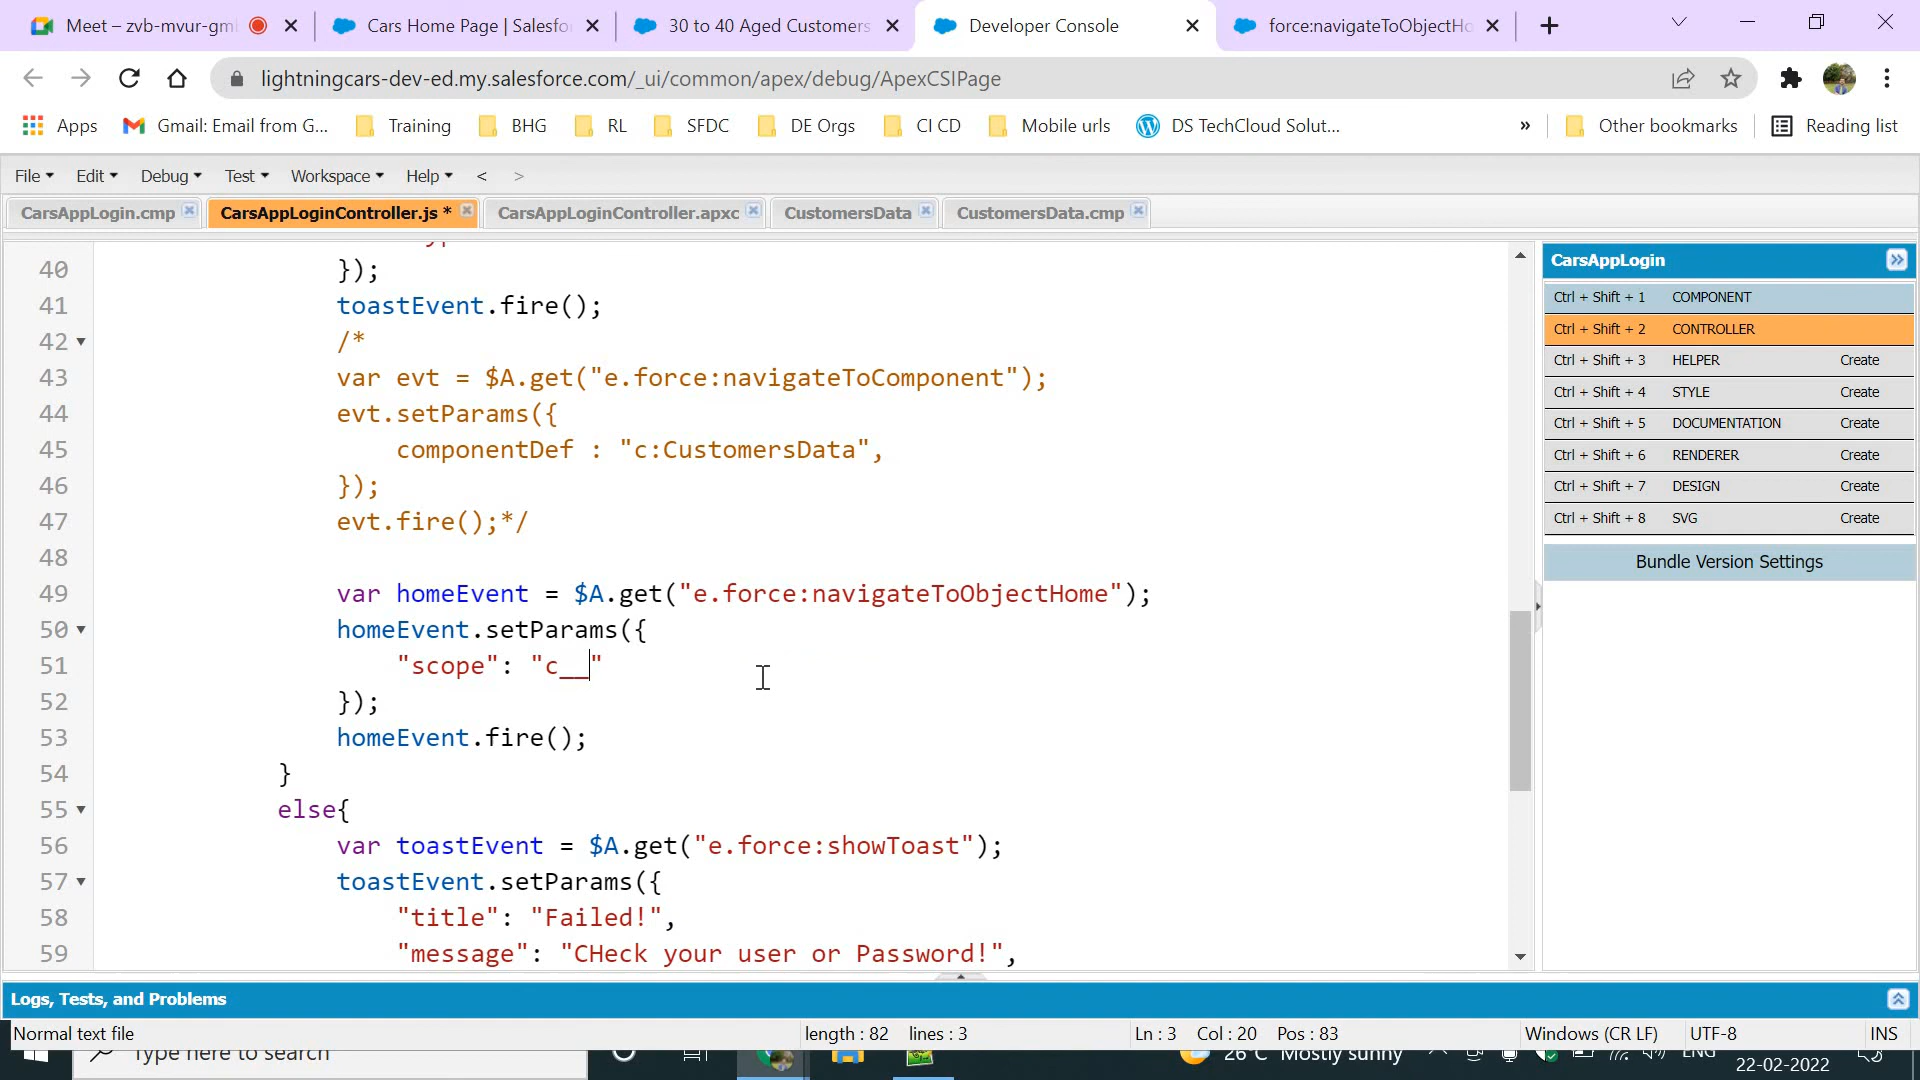 Meet – zvb-mvur-gml
Cars Home Page | Salesfo
30 to 40 Aged Customers
Developer Console
force:navigateToObjectHo
lightningcars-dev-ed.my.salesforce.com/_ui/common/apex/debug/ApexCSIPage
Apps
Gmail: Email from G...
Training
BHG
RL
SFDC
DE Orgs
CI CD
Mobile urls
DS TechCloud Solut...
»
Other bookmarks
Reading list
File Edit Debug Test Workspace Help < >
CarsAppLogin.cmp
CarsAppLoginController.js *
CarsAppLoginController.apxc
CustomersData
CustomersData.cmp
40 });
41 toastEvent.fire();
42 /*
43 var evt = $A.get("e.force:navigateToComponent");
44 evt.setParams({
45 componentDef : "c:CustomersData",
46 });
47 evt.fire();*/
48
49 var homeEvent = $A.get("e.force:navigateToObjectHome");
50 homeEvent.setParams({
51 "scope": "c__"
52 });
53 homeEvent.fire();
54 }
55 else{
56 var toastEvent = $A.get("e.force:showToast");
57 toastEvent.setParams({
58 "title": "Failed!",
59 "message": "CHeck your user or Password!",
CarsAppLogin
Ctrl + Shift + 1 COMPONENT
Ctrl + Shift + 2 CONTROLLER
Ctrl + Shift + 3 HELPER Create
Ctrl + Shift + 4 STYLE Create
Ctrl + Shift + 5 DOCUMENTATION Create
Ctrl + Shift + 6 RENDERER Create
Ctrl + Shift + 7 DESIGN Create
Ctrl + Shift + 8 SVG Create
Bundle Version Settings
Logs, Tests, and Problems
Normal text file length : 82 lines : 3 Ln : 3 Col : 20 Pos : 83 Windows (CR LF) UTF-8 INS
Type here to search
26°C Mostly sunny
ENG
22-02-2022